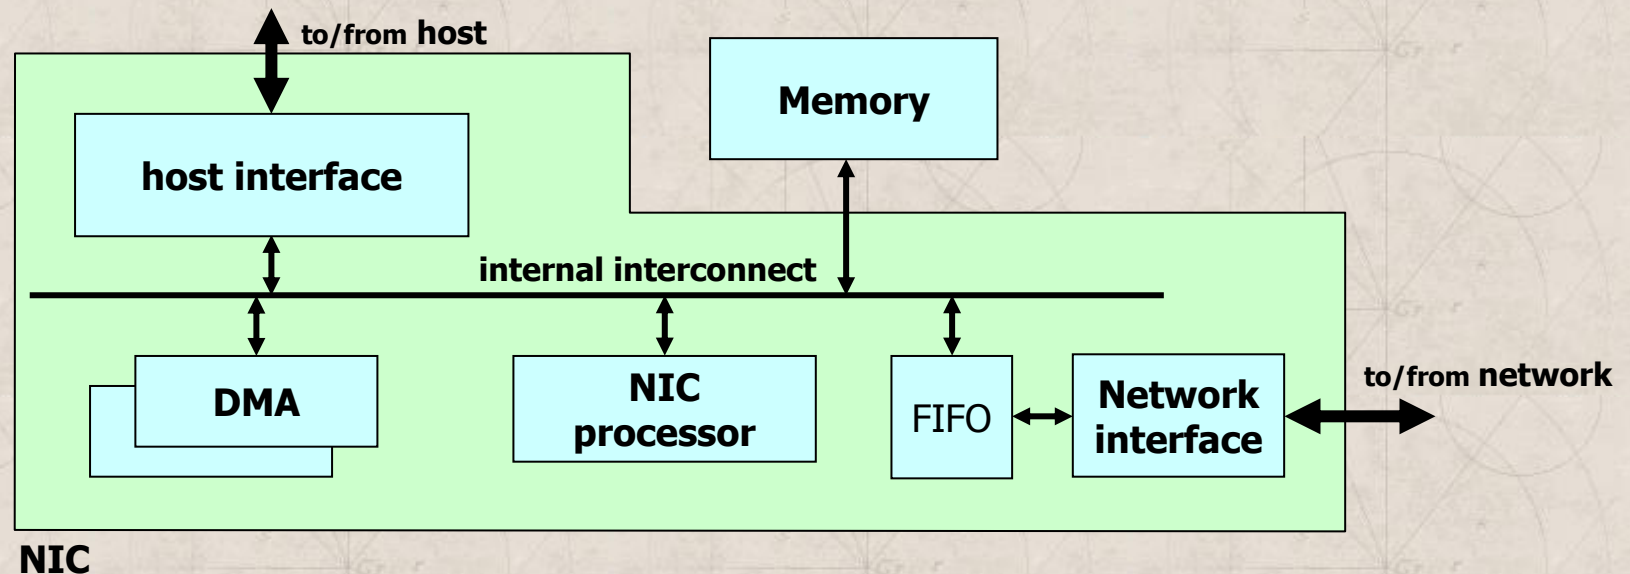 to/from host
Memory
host interface
internal interconnect
DMA
NIC
processor
FIFO
Network
interface
to/from network
NIC